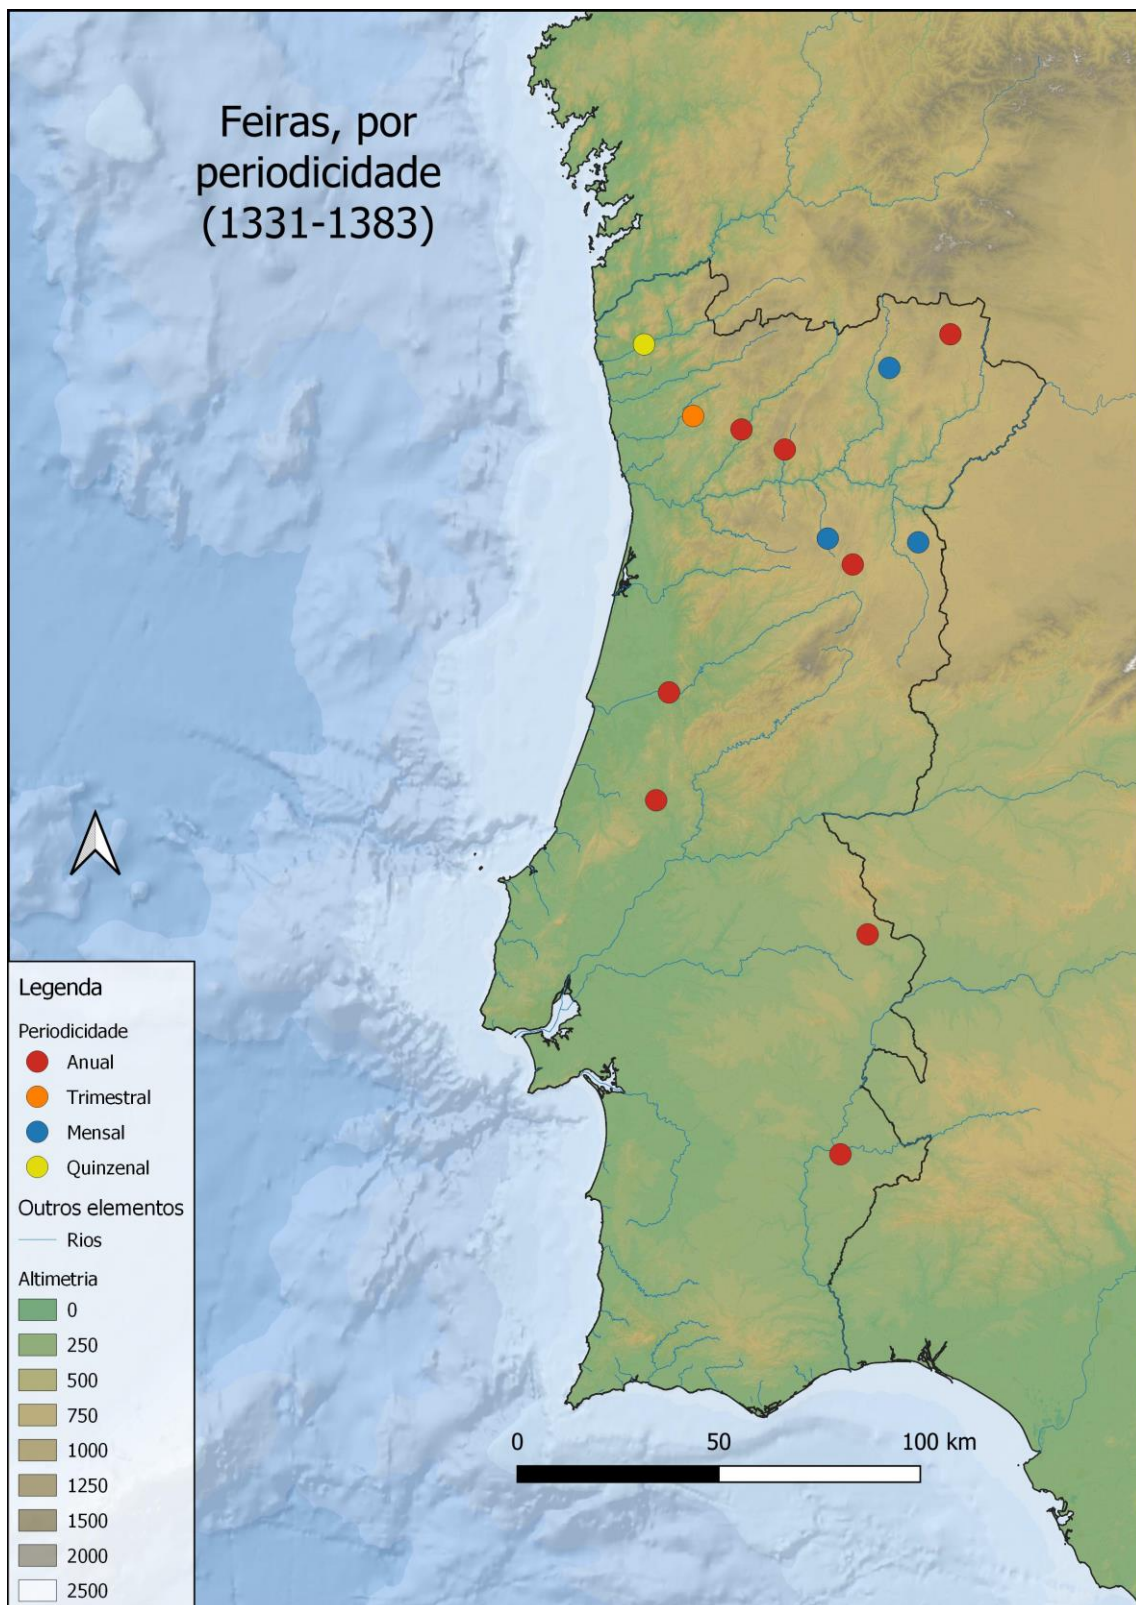 Feiras, por
periodicidade
(1331-1383)
Legenda
Periodicidade
Anual
Trimestral
Mensal
Quinzenal
Outros elementos
Rios
Altimetria
0
250
500
750
1000
1250
1500
2000
2500
0 50 100 km